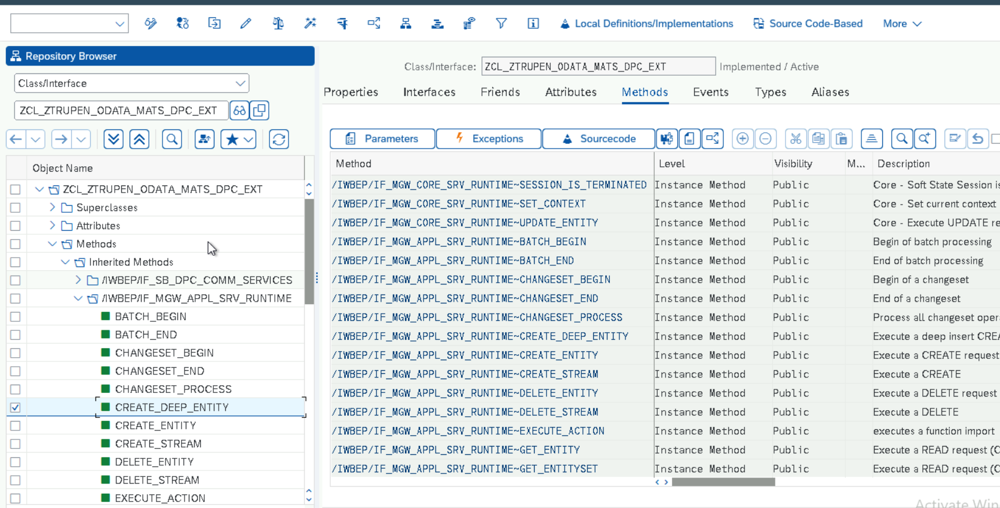 Local Definitions/Implementations
Source Code-Based
More
Repository Browser
Class/Interface
ZCL_ZTRUPEN_ODATA_MATS_DPC_EXT
Object Name
ZCL_ZTRUPEN_ODATA_MATS_DPC_EXT
Superclasses
Attributes
Methods
Inherited Methods
/IWBEP/IF_SB_DPC_COMM_SERVICES
/IWBEP/IF_MGW_APPL_SRV_RUNTIME
BATCH_BEGIN
BATCH_END
CHANGESET_BEGIN
CHANGESET_END
CHANGESET_PROCESS
CREATE_DEEP_ENTITY
CREATE_ENTITY
CREATE_STREAM
DELETE_ENTITY
DELETE_STREAM
EXECUTE_ACTION
Class/Interface: ZCL_ZTRUPEN_ODATA_MATS_DPC_EXT Implemented / Active
Properties Interfaces Friends Attributes Methods Events Types Aliases
Parameters Exceptions Sourcecode
Method Level Visibility M... Description
/IWBEP/IF_MGW_CORE_SRV_RUNTIME~SESSION_IS_TERMINATED Instance Method Public Core - Soft State Session is
/IWBEP/IF_MGW_CORE_SRV_RUNTIME~SET_CONTEXT Instance Method Public Core - Set current context
/IWBEP/IF_MGW_CORE_SRV_RUNTIME~UPDATE_ENTITY Instance Method Public Core - Execute UPDATE re
/IWBEP/IF_MGW_APPL_SRV_RUNTIME~BATCH_BEGIN Instance Method Public Begin of batch processing
/IWBEP/IF_MGW_APPL_SRV_RUNTIME~BATCH_END Instance Method Public End of batch processing
/IWBEP/IF_MGW_APPL_SRV_RUNTIME~CHANGESET_BEGIN Instance Method Public Begin of a changeset
/IWBEP/IF_MGW_APPL_SRV_RUNTIME~CHANGESET_END Instance Method Public End of a changeset
/IWBEP/IF_MGW_APPL_SRV_RUNTIME~CHANGESET_PROCESS Instance Method Public Process all changeset oper
/IWBEP/IF_MGW_APPL_SRV_RUNTIME~CREATE_DEEP_ENTITY Instance Method Public Execute a deep insert CREA
/IWBEP/IF_MGW_APPL_SRV_RUNTIME~CREATE_ENTITY Instance Method Public Execute a CREATE request
/IWBEP/IF_MGW_APPL_SRV_RUNTIME~CREATE_STREAM Instance Method Public Execute a CREATE
/IWBEP/IF_MGW_APPL_SRV_RUNTIME~DELETE_ENTITY Instance Method Public Execute a DELETE request
/IWBEP/IF_MGW_APPL_SRV_RUNTIME~DELETE_STREAM Instance Method Public Execute a DELETE
/IWBEP/IF_MGW_APPL_SRV_RUNTIME~EXECUTE_ACTION Instance Method Public executes a function import
/IWBEP/IF_MGW_APPL_SRV_RUNTIME~GET_ENTITY Instance Method Public Execute a READ request (C
/IWBEP/IF_MGW_APPL_SRV_RUNTIME~GET_ENTITYSET Instance Method Public Execute a READ request (C
Activate Win